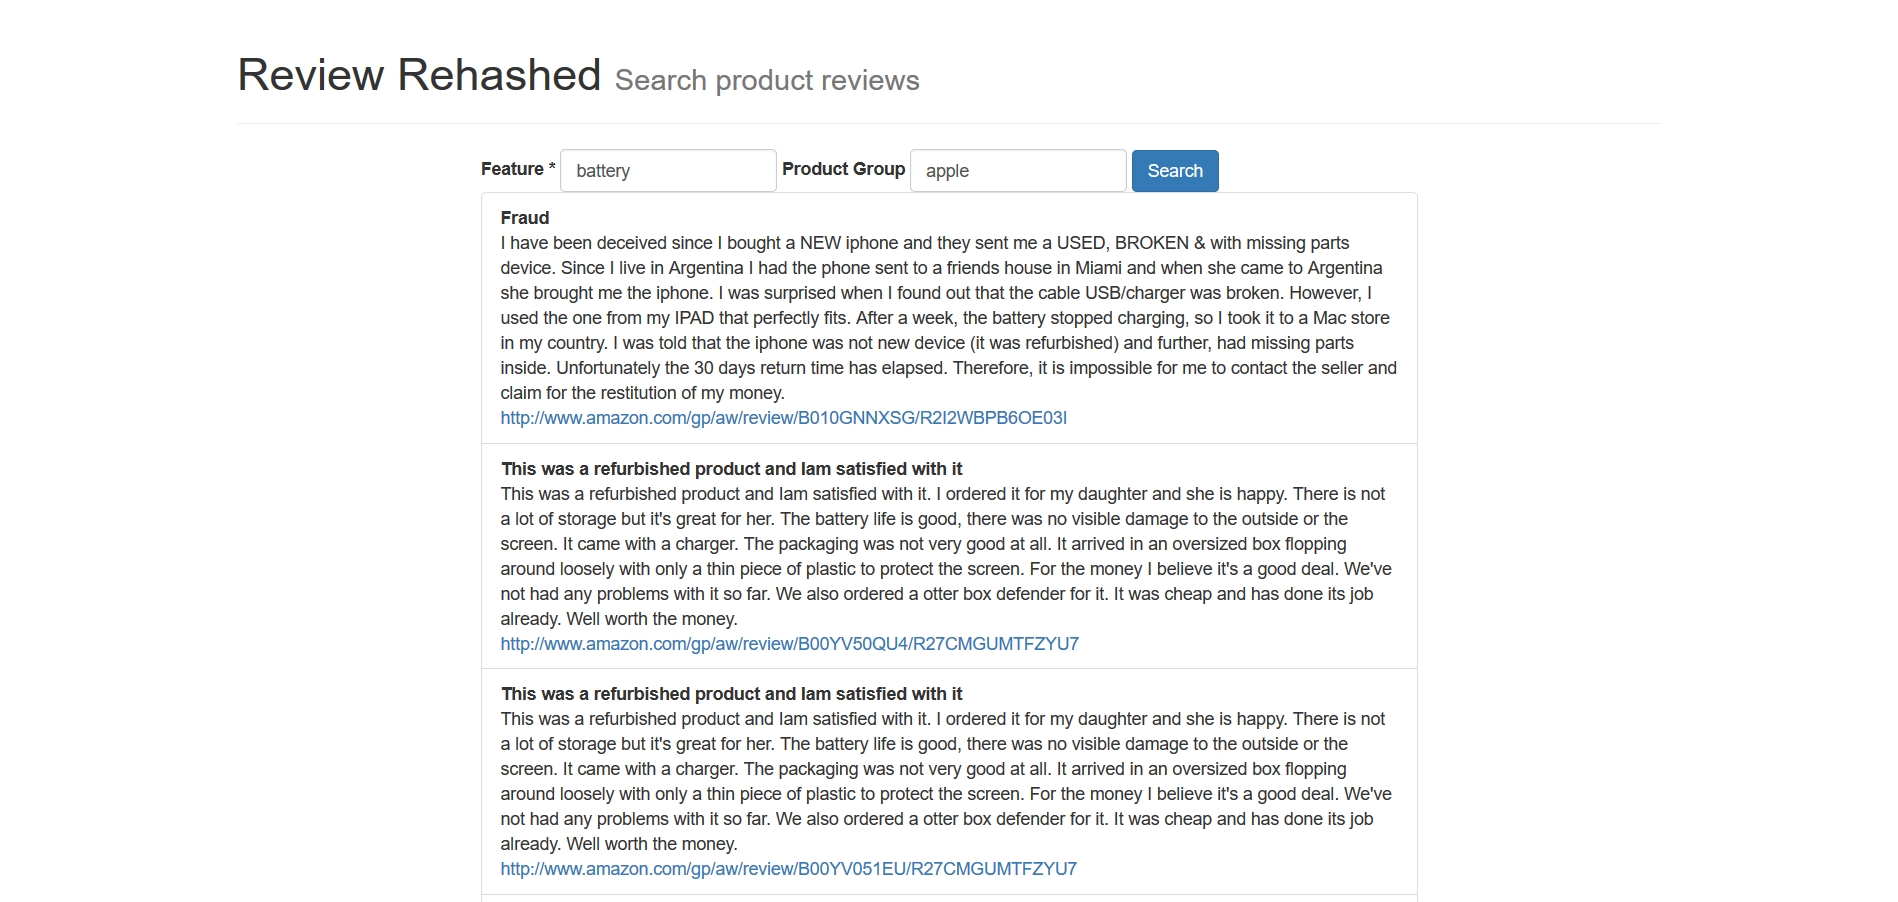 Review Rehashed Search product reviews
Feature * battery Product Group apple Search
Fraud
I have been deceived since I bought a NEW iphone and they sent me a USED, BROKEN & with missing parts
device. Since I live in Argentina I had the phone sent to a friends house in Miami and when she came to Argentina
she brought me the iphone. I was surprised when I found out that the cable USB/charger was broken. However, I
used the one from my IPAD that perfectly fits. After a week, the battery stopped charging, so I took it to a Mac store
in my country. I was told that the iphone was not new device (it was refurbished) and further, had missing parts
inside. Unfortunately the 30 days return time has elapsed. Therefore, it is impossible for me to contact the seller and
claim for the restitution of my money.
http://www.amazon.com/gp/aw/review/B010GNNXSG/R2I2WBPB6OE03I
This was a refurbished product and Iam satisfied with it
This was a refurbished product and Iam satisfied with it. I ordered it for my daughter and she is happy. There is not
a lot of storage but it's great for her. The battery life is good, there was no visible damage to the outside or the
screen. It came with a charger. The packaging was not very good at all. It arrived in an oversized box flopping
around loosely with only a thin piece of plastic to protect the screen. For the money I believe it's a good deal. We've
not had any problems with it so far. We also ordered a otter box defender for it. It was cheap and has done its job
already. Well worth the money.
http://www.amazon.com/gp/aw/review/B00YV50QU4/R27CMGUMTFZYU7
This was a refurbished product and Iam satisfied with it
This was a refurbished product and Iam satisfied with it. I ordered it for my daughter and she is happy. There is not
a lot of storage but it's great for her. The battery life is good, there was no visible damage to the outside or the
screen. It came with a charger. The packaging was not very good at all. It arrived in an oversized box flopping
around loosely with only a thin piece of plastic to protect the screen. For the money I believe it's a good deal. We've
not had any problems with it so far. We also ordered a otter box defender for it. It was cheap and has done its job
already. Well worth the money.
http://www.amazon.com/gp/aw/review/B00YV051EU/R27CMGUMTFZYU7